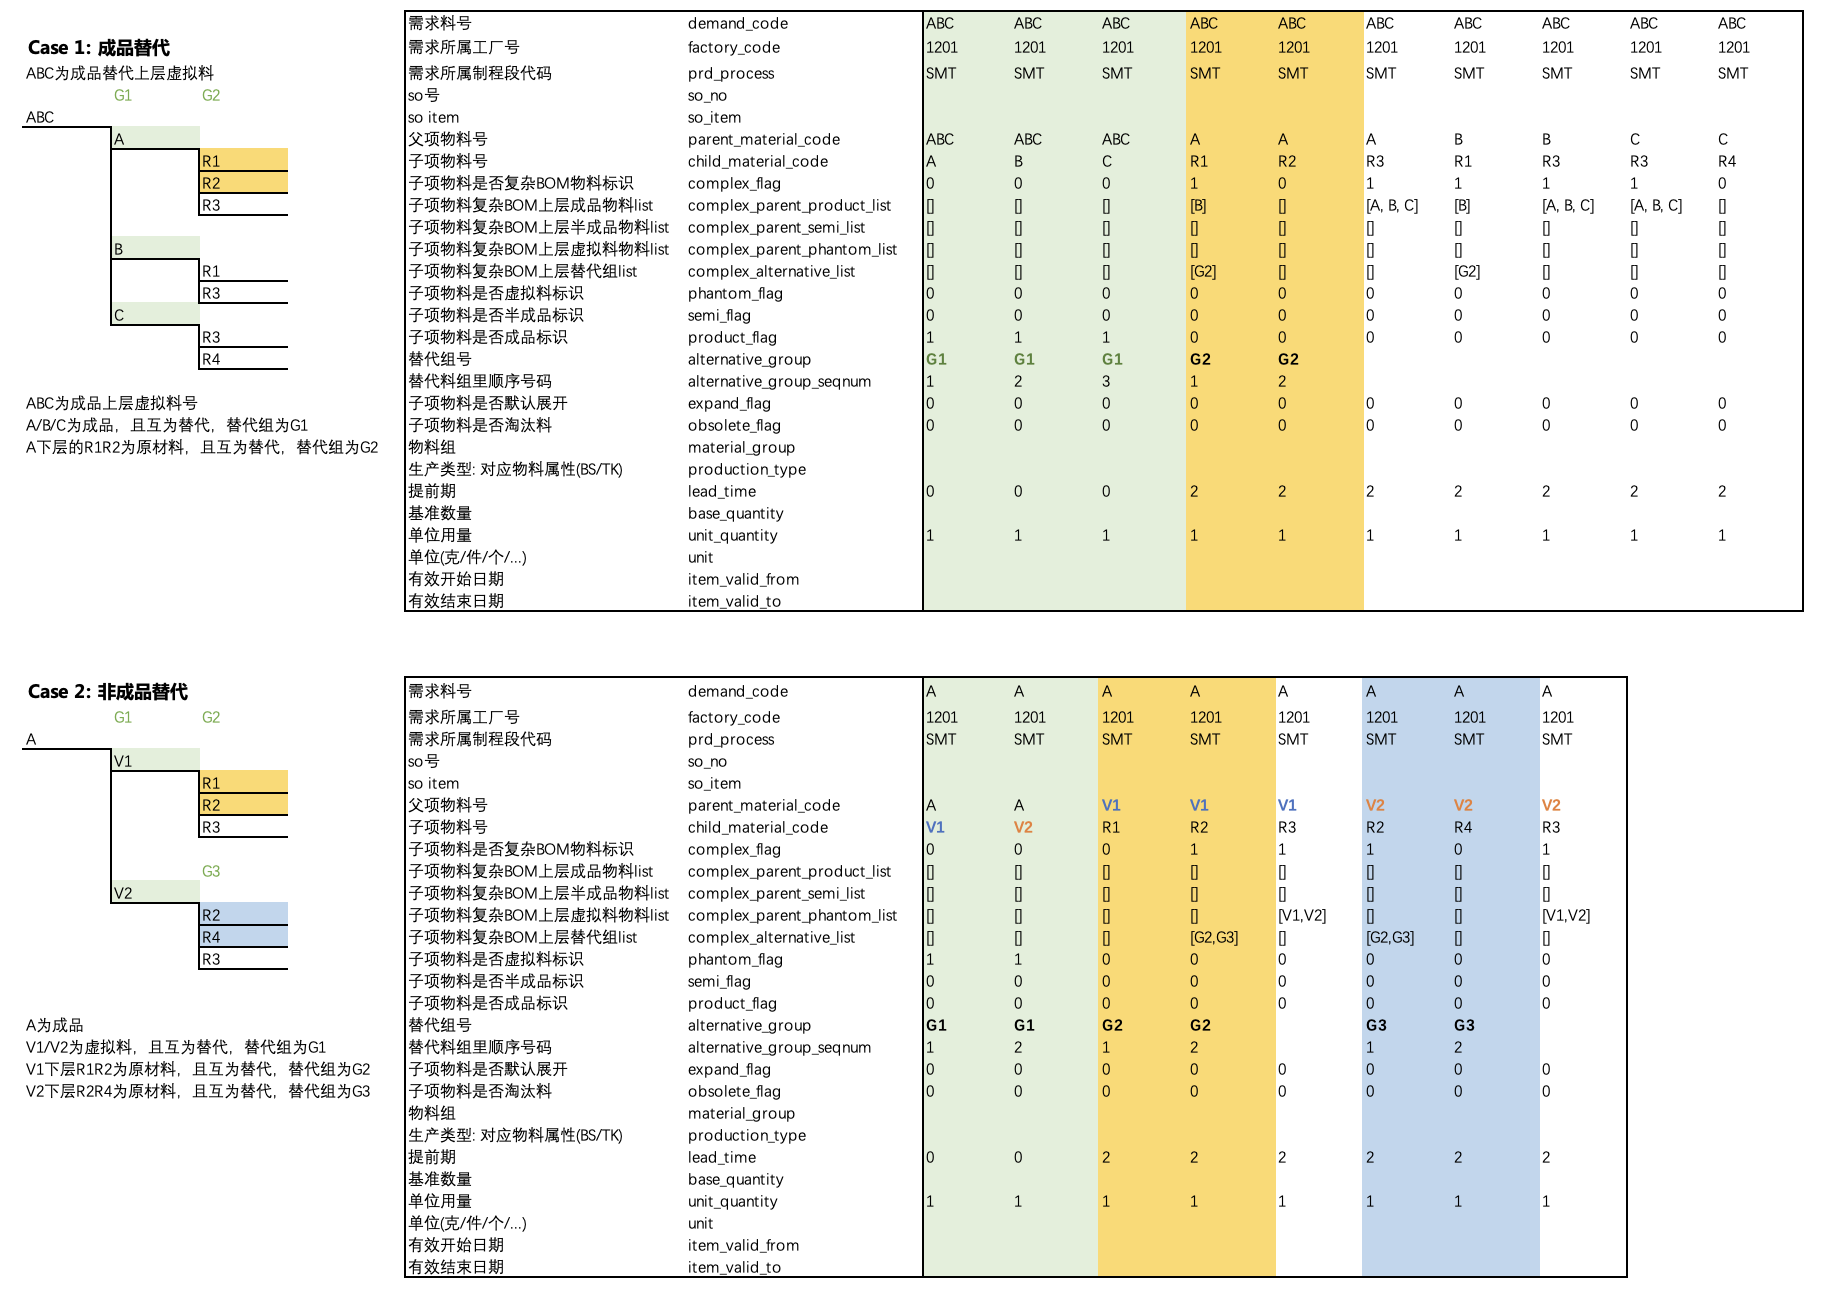 Case 1: 成品替代
ABC为成品替代上层虚拟料
G1 G2
ABC
A
R1
R2
R3
B
R1
R3
C
R3
R4
ABC为成品上层虚拟料号
A/B/C为成品，且互为替代，替代组为G1
A下层的R1R2为原材料，且互为替代，替代组为G2
需求料号 demand_code ABC ABC ABC ABC ABC ABC ABC ABC ABC ABC
需求所属工厂号 factory_code 1201 1201 1201 1201 1201 1201 1201 1201 1201 1201
需求所属制程段代码 prd_process SMT SMT SMT SMT SMT SMT SMT SMT SMT SMT
so号 so_no
so item so_item
父项物料号 parent_material_code ABC ABC ABC A A A B B C C
子项物料号 child_material_code A B C R1 R2 R3 R1 R3 R3 R4
子项物料是否复杂BOM物料标识 complex_flag 0 0 0 1 0 1 1 1 1 0
子项物料复杂BOM上层成品物料list complex_parent_product_list [] [] [] [B] [] [A, B, C] [B] [A, B, C] [A, B, C] []
子项物料复杂BOM上层半成品物料list complex_parent_semi_list [] [] [] [] [] [] [] [] [] []
子项物料复杂BOM上层虚拟料物料list complex_parent_phantom_list [] [] [] [] [] [] [] [] [] []
子项物料复杂BOM上层替代组list complex_alternative_list [] [] [] [G2] [] [] [G2] [] [] []
子项物料是否虚拟料标识 phantom_flag 0 0 0 0 0 0 0 0 0 0
子项物料是否半成品标识 semi_flag 0 0 0 0 0 0 0 0 0 0
子项物料是否成品标识 product_flag 1 1 1 0 0 0 0 0 0 0
替代组号 alternative_group G1 G1 G1 G2 G2
替代料组里顺序号码 alternative_group_seqnum 1 2 3 1 2
子项物料是否默认展开 expand_flag 0 0 0 0 0 0 0 0 0 0
子项物料是否淘汰料 obsolete_flag 0 0 0 0 0 0 0 0 0 0
物料组 material_group
生产类型: 对应物料属性(BS/TK) production_type
提前期 lead_time 0 0 0 2 2 2 2 2 2 2
基准数量 base_quantity
单位用量 unit_quantity 1 1 1 1 1 1 1 1 1 1
单位(克/件/个/...) unit
有效开始日期 item_valid_from
有效结束日期 item_valid_to
Case 2: 非成品替代
G1 G2
A
V1
R1
R2
R3
G3
V2
R2
R4
R3
A为成品
V1/V2为虚拟料，且互为替代，替代组为G1
V1下层R1R2为原材料，且互为替代，替代组为G2
V2下层R2R4为原材料，且互为替代，替代组为G3
需求料号 demand_code A A A A A A A A
需求所属工厂号 factory_code 1201 1201 1201 1201 1201 1201 1201 1201
需求所属制程段代码 prd_process SMT SMT SMT SMT SMT SMT SMT SMT
so号 so_no
so item so_item
父项物料号 parent_material_code A A V1 V1 V1 V2 V2 V2
子项物料号 child_material_code V1 V2 R1 R2 R3 R2 R4 R3
子项物料是否复杂BOM物料标识 complex_flag 0 0 0 1 1 1 0 1
子项物料复杂BOM上层成品物料list complex_parent_product_list [] [] [] [] [] [] [] []
子项物料复杂BOM上层半成品物料list complex_parent_semi_list [] [] [] [] [] [] [] []
子项物料复杂BOM上层虚拟料物料list complex_parent_phantom_list [] [] [] [] [V1,V2] [] [] [V1,V2]
子项物料复杂BOM上层替代组list complex_alternative_list [] [] [] [G2,G3] [] [G2,G3] [] []
子项物料是否虚拟料标识 phantom_flag 1 1 0 0 0 0 0 0
子项物料是否半成品标识 semi_flag 0 0 0 0 0 0 0 0
子项物料是否成品标识 product_flag 0 0 0 0 0 0 0 0
替代组号 alternative_group G1 G1 G2 G2 G3 G3
替代料组里顺序号码 alternative_group_seqnum 1 2 1 2 1 2
子项物料是否默认展开 expand_flag 0 0 0 0 0 0 0 0
子项物料是否淘汰料 obsolete_flag 0 0 0 0 0 0 0 0
物料组 material_group
生产类型: 对应物料属性(BS/TK) production_type
提前期 lead_time 0 0 2 2 2 2 2 2
基准数量 base_quantity
单位用量 unit_quantity 1 1 1 1 1 1 1 1
单位(克/件/个/...) unit
有效开始日期 item_valid_from
有效结束日期 item_valid_to